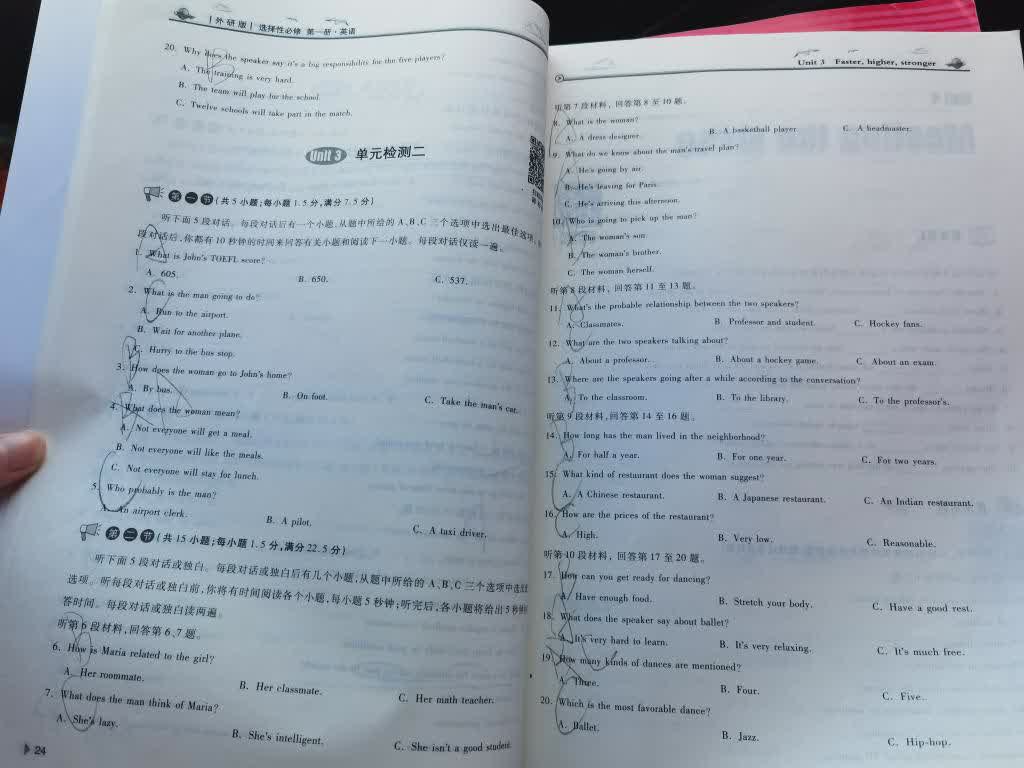 外研版 选择性必修 第一册·英语
20. Why does the speaker say it's a big responsibility for the five players?
A. The training is very hard.
B. The team will play for the school.
C. Twelve schools will take part in the match.
Unit 3 单元检测二
第一节 (共5小题;每小题1.5分,满分7.5分)
听下面5段对话。每段对话后有一个小题,从题中所给的A、B、C三个选项中选出最佳选项。
段对话后,你都有10秒钟的时间来回答有关小题和阅读下一小题。每段对话仅读一遍。
1. What is John's TOEFL score?
A. 605. B. 650. C. 537.
2. What is the man going to do?
A. Run to the airport.
B. Wait for another plane.
C. Hurry to the bus stop.
3. How does the woman go to John's home?
A. By bus. B. On foot. C. Take the man's car.
4. What does the woman mean?
A. Not everyone will get a meal.
B. Not everyone will like the meals.
C. Not everyone will stay for lunch.
5. Who probably is the man?
A. An airport clerk. B. A pilot. C. A taxi driver.
第二节 (共15小题;每小题1.5分,满分22.5分)
听下面5段对话或独白。每段对话或独白后有几个小题,从题中所给的A、B、C三个选项中选出
选项。听每段对话或独白前,你将有时间阅读各个小题,每小题5秒钟;听完后,各小题将给出5秒钟
答时间。每段对话或独白读两遍。
听第6段材料,回答第6、7题。
6. How is Maria related to the girl?
A. Her roommate. B. Her classmate. C. Her math teacher.
7. What does the man think of Maria?
A. She's lazy. B. She's intelligent. C. She isn't a good student.
24
Unit 3 Faster, higher, stronger
听第7段材料,回答第8至10题。
8. What is the woman?
A. A dress designer. B. A basketball player. C. A headmaster.
9. What do we know about the man's travel plan?
A. He's going by air.
B. He's leaving for Paris.
C. He's arriving this afternoon.
10. Who is going to pick up the man?
A. The woman's son.
B. The woman's brother.
C. The woman herself.
听第8段材料,回答第11至13题。
11. What's the probable relationship between the two speakers?
A. Classmates. B. Professor and student. C. Hockey fans.
12. What are the two speakers talking about?
A. About a professor. B. About a hockey game. C. About an exam.
13. Where are the speakers going after a while according to the conversation?
A. To the classroom. B. To the library. C. To the professor's.
听第9段材料,回答第14至16题。
14. How long has the man lived in the neighborhood?
A. For half a year. B. For one year. C. For two years.
15. What kind of restaurant does the woman suggest?
A. A Chinese restaurant. B. A Japanese restaurant. C. An Indian restaurant.
16. How are the prices of the restaurant?
A. High. B. Very low. C. Reasonable.
听第10段材料,回答第17至20题。
17. How can you get ready for dancing?
A. Have enough food. B. Stretch your body. C. Have a good rest.
18. What does the speaker say about ballet?
A. It's very hard to learn. B. It's very relaxing. C. It's much free.
19. How many kinds of dances are mentioned?
A. Three. B. Four. C. Five.
20. Which is the most favorable dance?
A. Ballet. B. Jazz. C. Hip-hop.